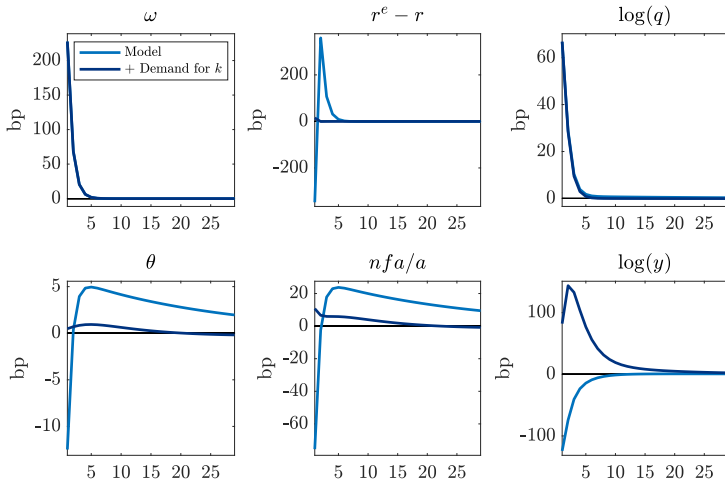 ω
r^e − r
log(q)
Model
+ Demand for k
bp
200
150
100
50
0
5 10 15 20 25
bp
200
0
-200
5 10 15 20 25
bp
60
40
20
0
5 10 15 20 25
θ
nfa/a
log(y)
bp
5
0
-5
-10
5 10 15 20 25
bp
20
0
-20
-40
-60
5 10 15 20 25
bp
100
0
-100
5 10 15 20 25